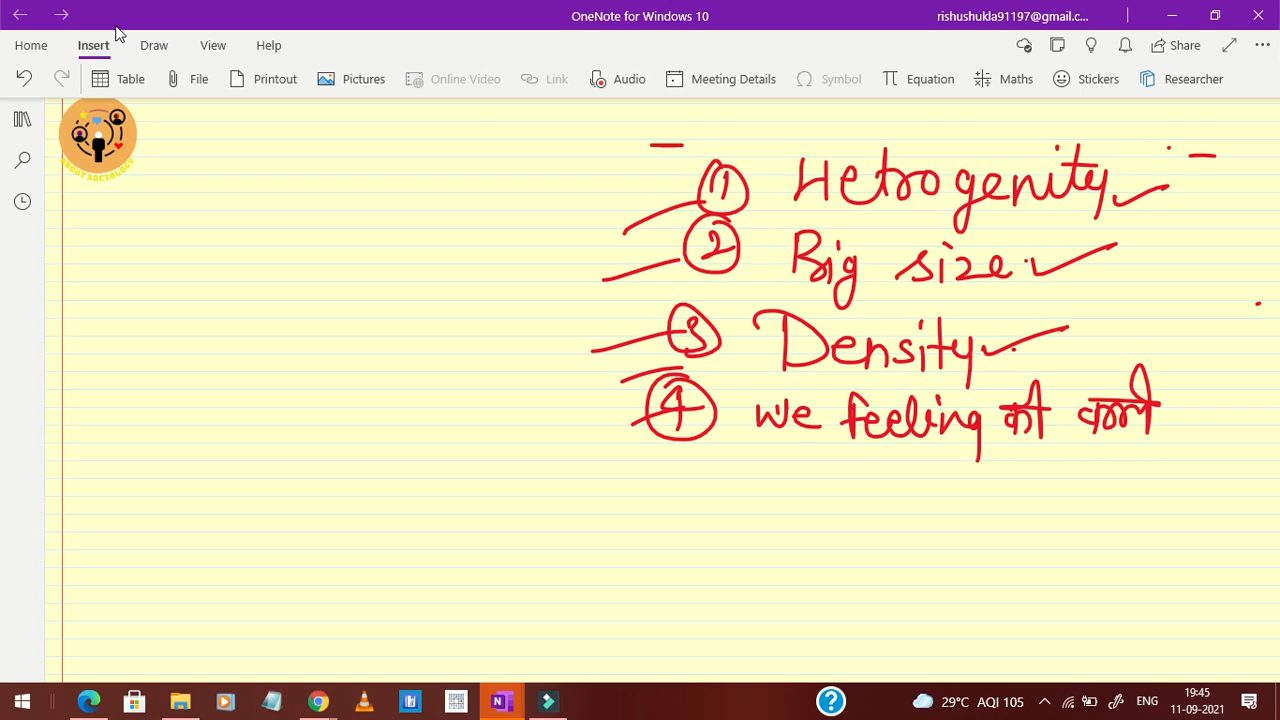 OneNote for Windows 10
rishushukla91197@gmail.c...
Home Insert Draw View Help
Share
Table File Printout Pictures Online Video Link Audio Meeting Details Symbol Equation Maths Stickers Researcher
ABOUT SOCIOLOGY
① Hetrogenity
② Big size
③ Density
④ we feeling की कमी
29°C AQI 105
ENG
19:45
11-09-2021